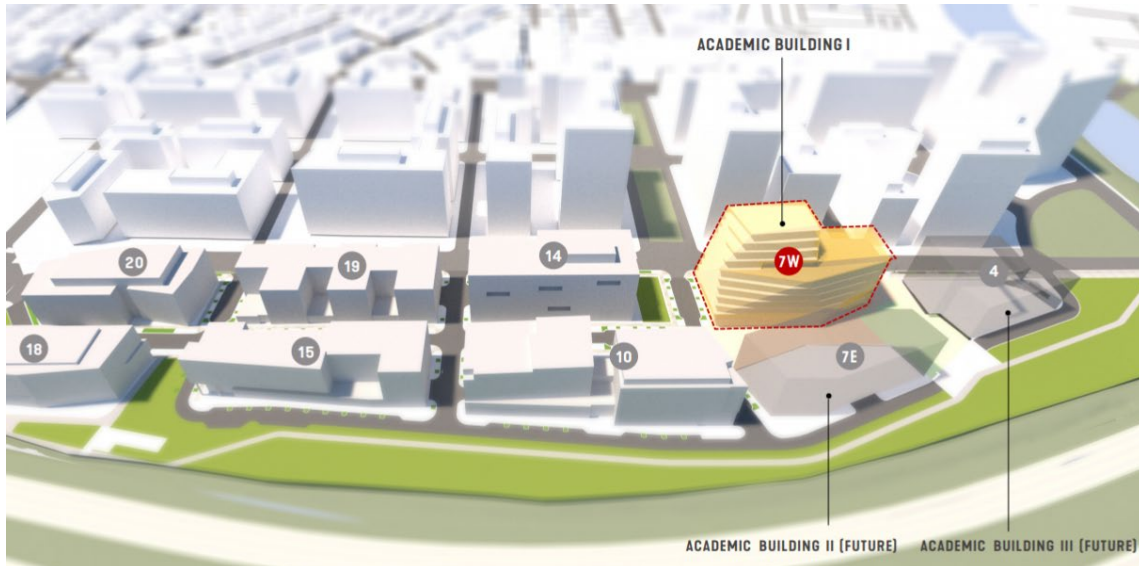 ACADEMIC BUILDING I
7W
20
19
14
4
18
15
10
7E
ACADEMIC BUILDING II (FUTURE)
ACADEMIC BUILDING III (FUTURE)